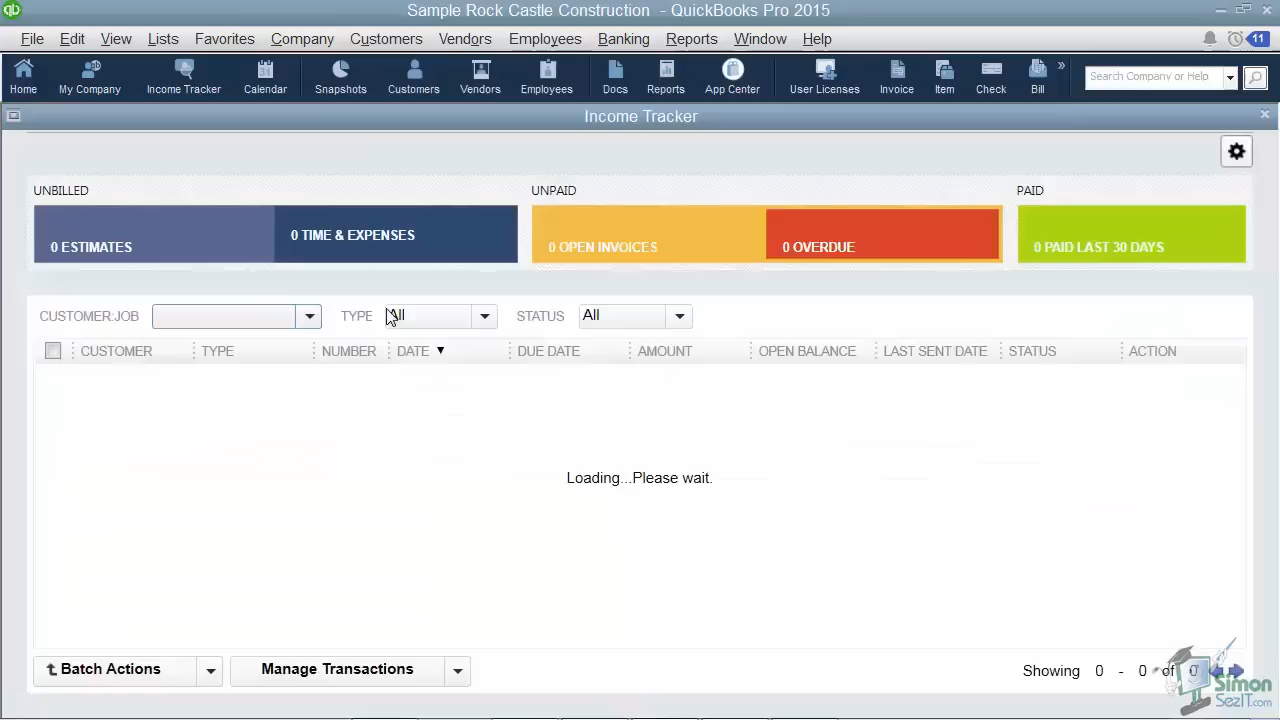 qb
Sample Rock Castle Construction - QuickBooks Pro 2015
File Edit View Lists Favorites Company Customers Vendors Employees Banking Reports Window Help 11
Home My Company Income Tracker Calendar Snapshots Customers Vendors Employees Docs Reports App Center User Licenses Invoice Item Check Bill » Search Company or Help
Income Tracker
UNBILLED UNPAID PAID
0 ESTIMATES 0 TIME & EXPENSES 0 OPEN INVOICES 0 OVERDUE 0 PAID LAST 30 DAYS
CUSTOMER:JOB TYPE All STATUS All
CUSTOMER TYPE NUMBER DATE DUE DATE AMOUNT OPEN BALANCE LAST SENT DATE STATUS ACTION
Loading...Please wait.
Batch Actions Manage Transactions Showing 0 - 0 of 0
Simon
SezIT.com